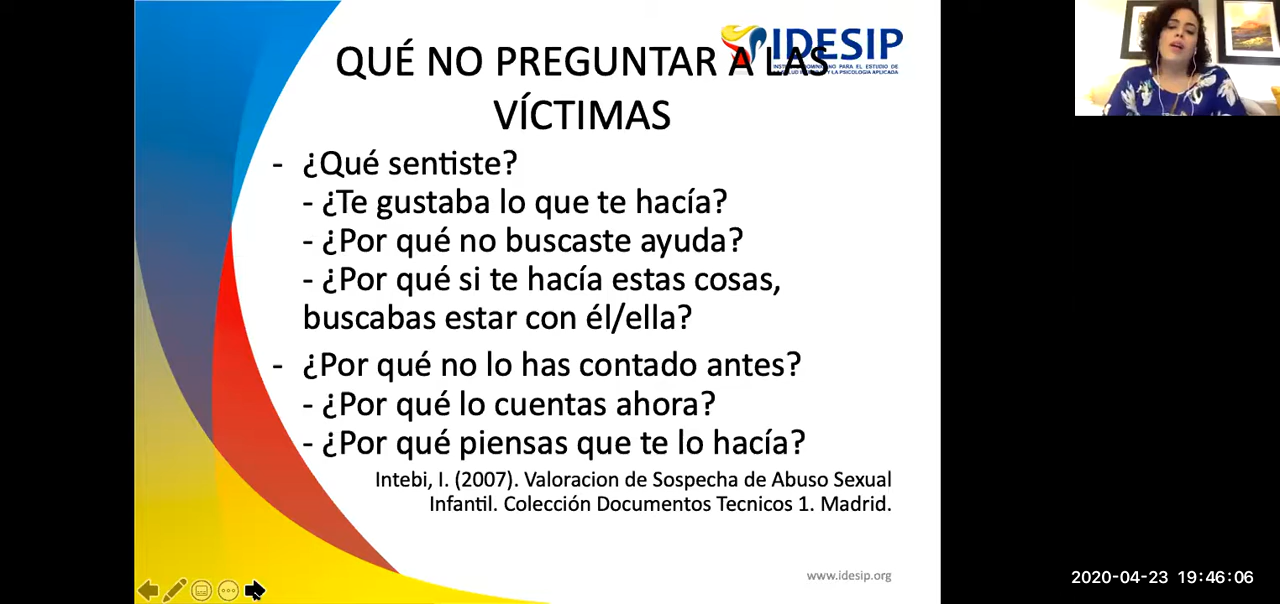 IDESIP
QUÉ NO PREGUNTAR A LAS
VÍCTIMAS
- ¿Qué sentiste?
- ¿Te gustaba lo que te hacía?
- ¿Por qué no buscaste ayuda?
- ¿Por qué si te hacía estas cosas,
buscabas estar con él/ella?
- ¿Por qué no lo has contado antes?
- ¿Por qué lo cuentas ahora?
- ¿Por qué piensas que te lo hacía?
Intebi, I. (2007). Valoracion de Sospecha de Abuso Sexual
Infantil. Colección Documentos Tecnicos 1. Madrid.
www.idesip.org
2020-04-23 19:46:06